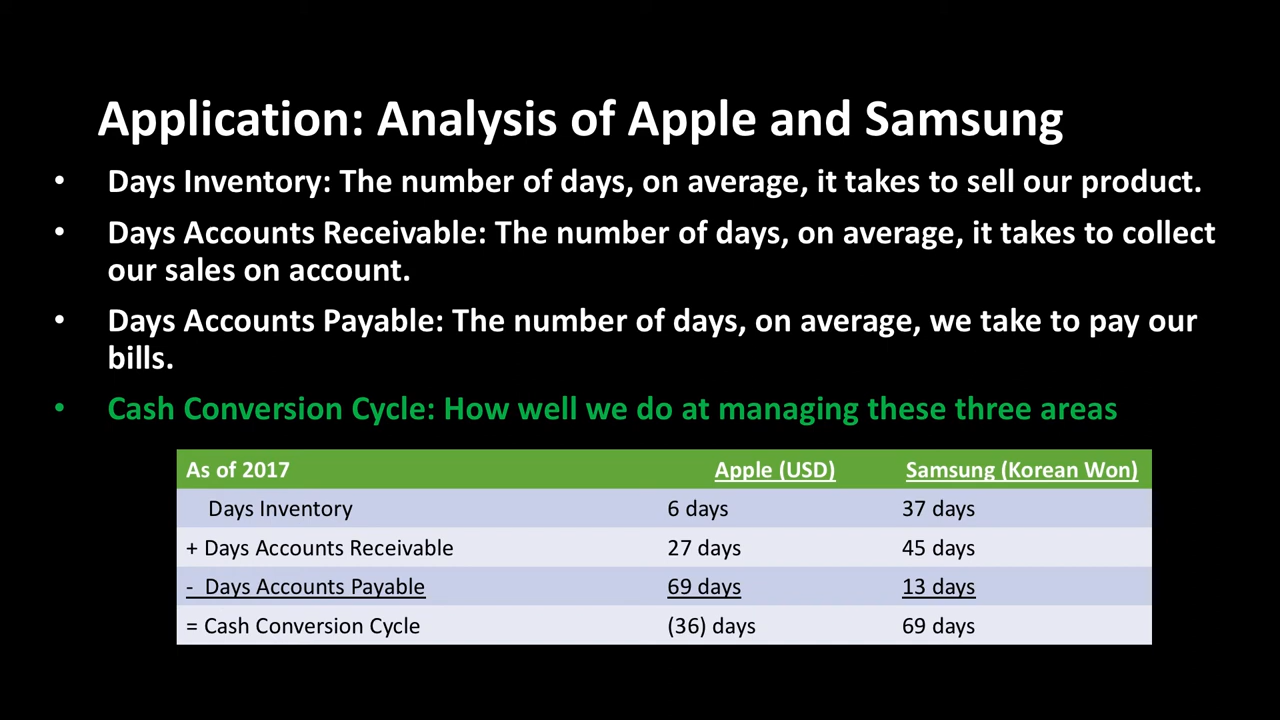 Application: Analysis of Apple and Samsung
• Days Inventory: The number of days, on average, it takes to sell our product.
• Days Accounts Receivable: The number of days, on average, it takes to collect
our sales on account.
• Days Accounts Payable: The number of days, on average, we take to pay our
bills.
• Cash Conversion Cycle: How well we do at managing these three areas
As of 2017 Apple (USD) Samsung (Korean Won)
Days Inventory 6 days 37 days
+ Days Accounts Receivable 27 days 45 days
- Days Accounts Payable 69 days 13 days
= Cash Conversion Cycle (36) days 69 days